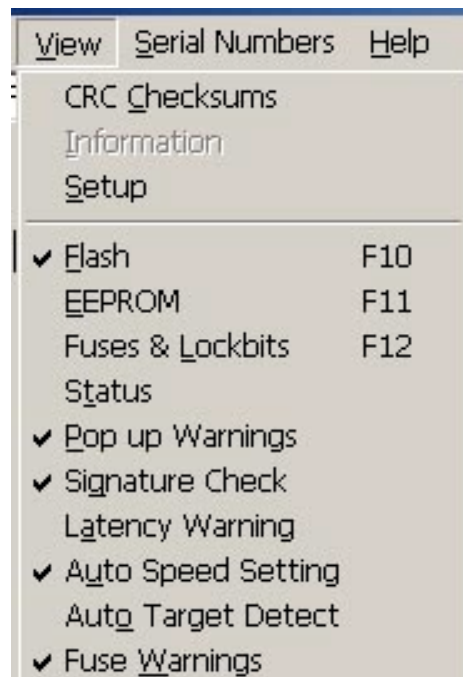 View Serial Numbers Help
CRC Checksums
Information
Setup
Flash F10
EEPROM F11
Fuses & Lockbits F12
Status
Pop up Warnings
Signature Check
Latency Warning
Auto Speed Setting
Auto Target Detect
Fuse Warnings